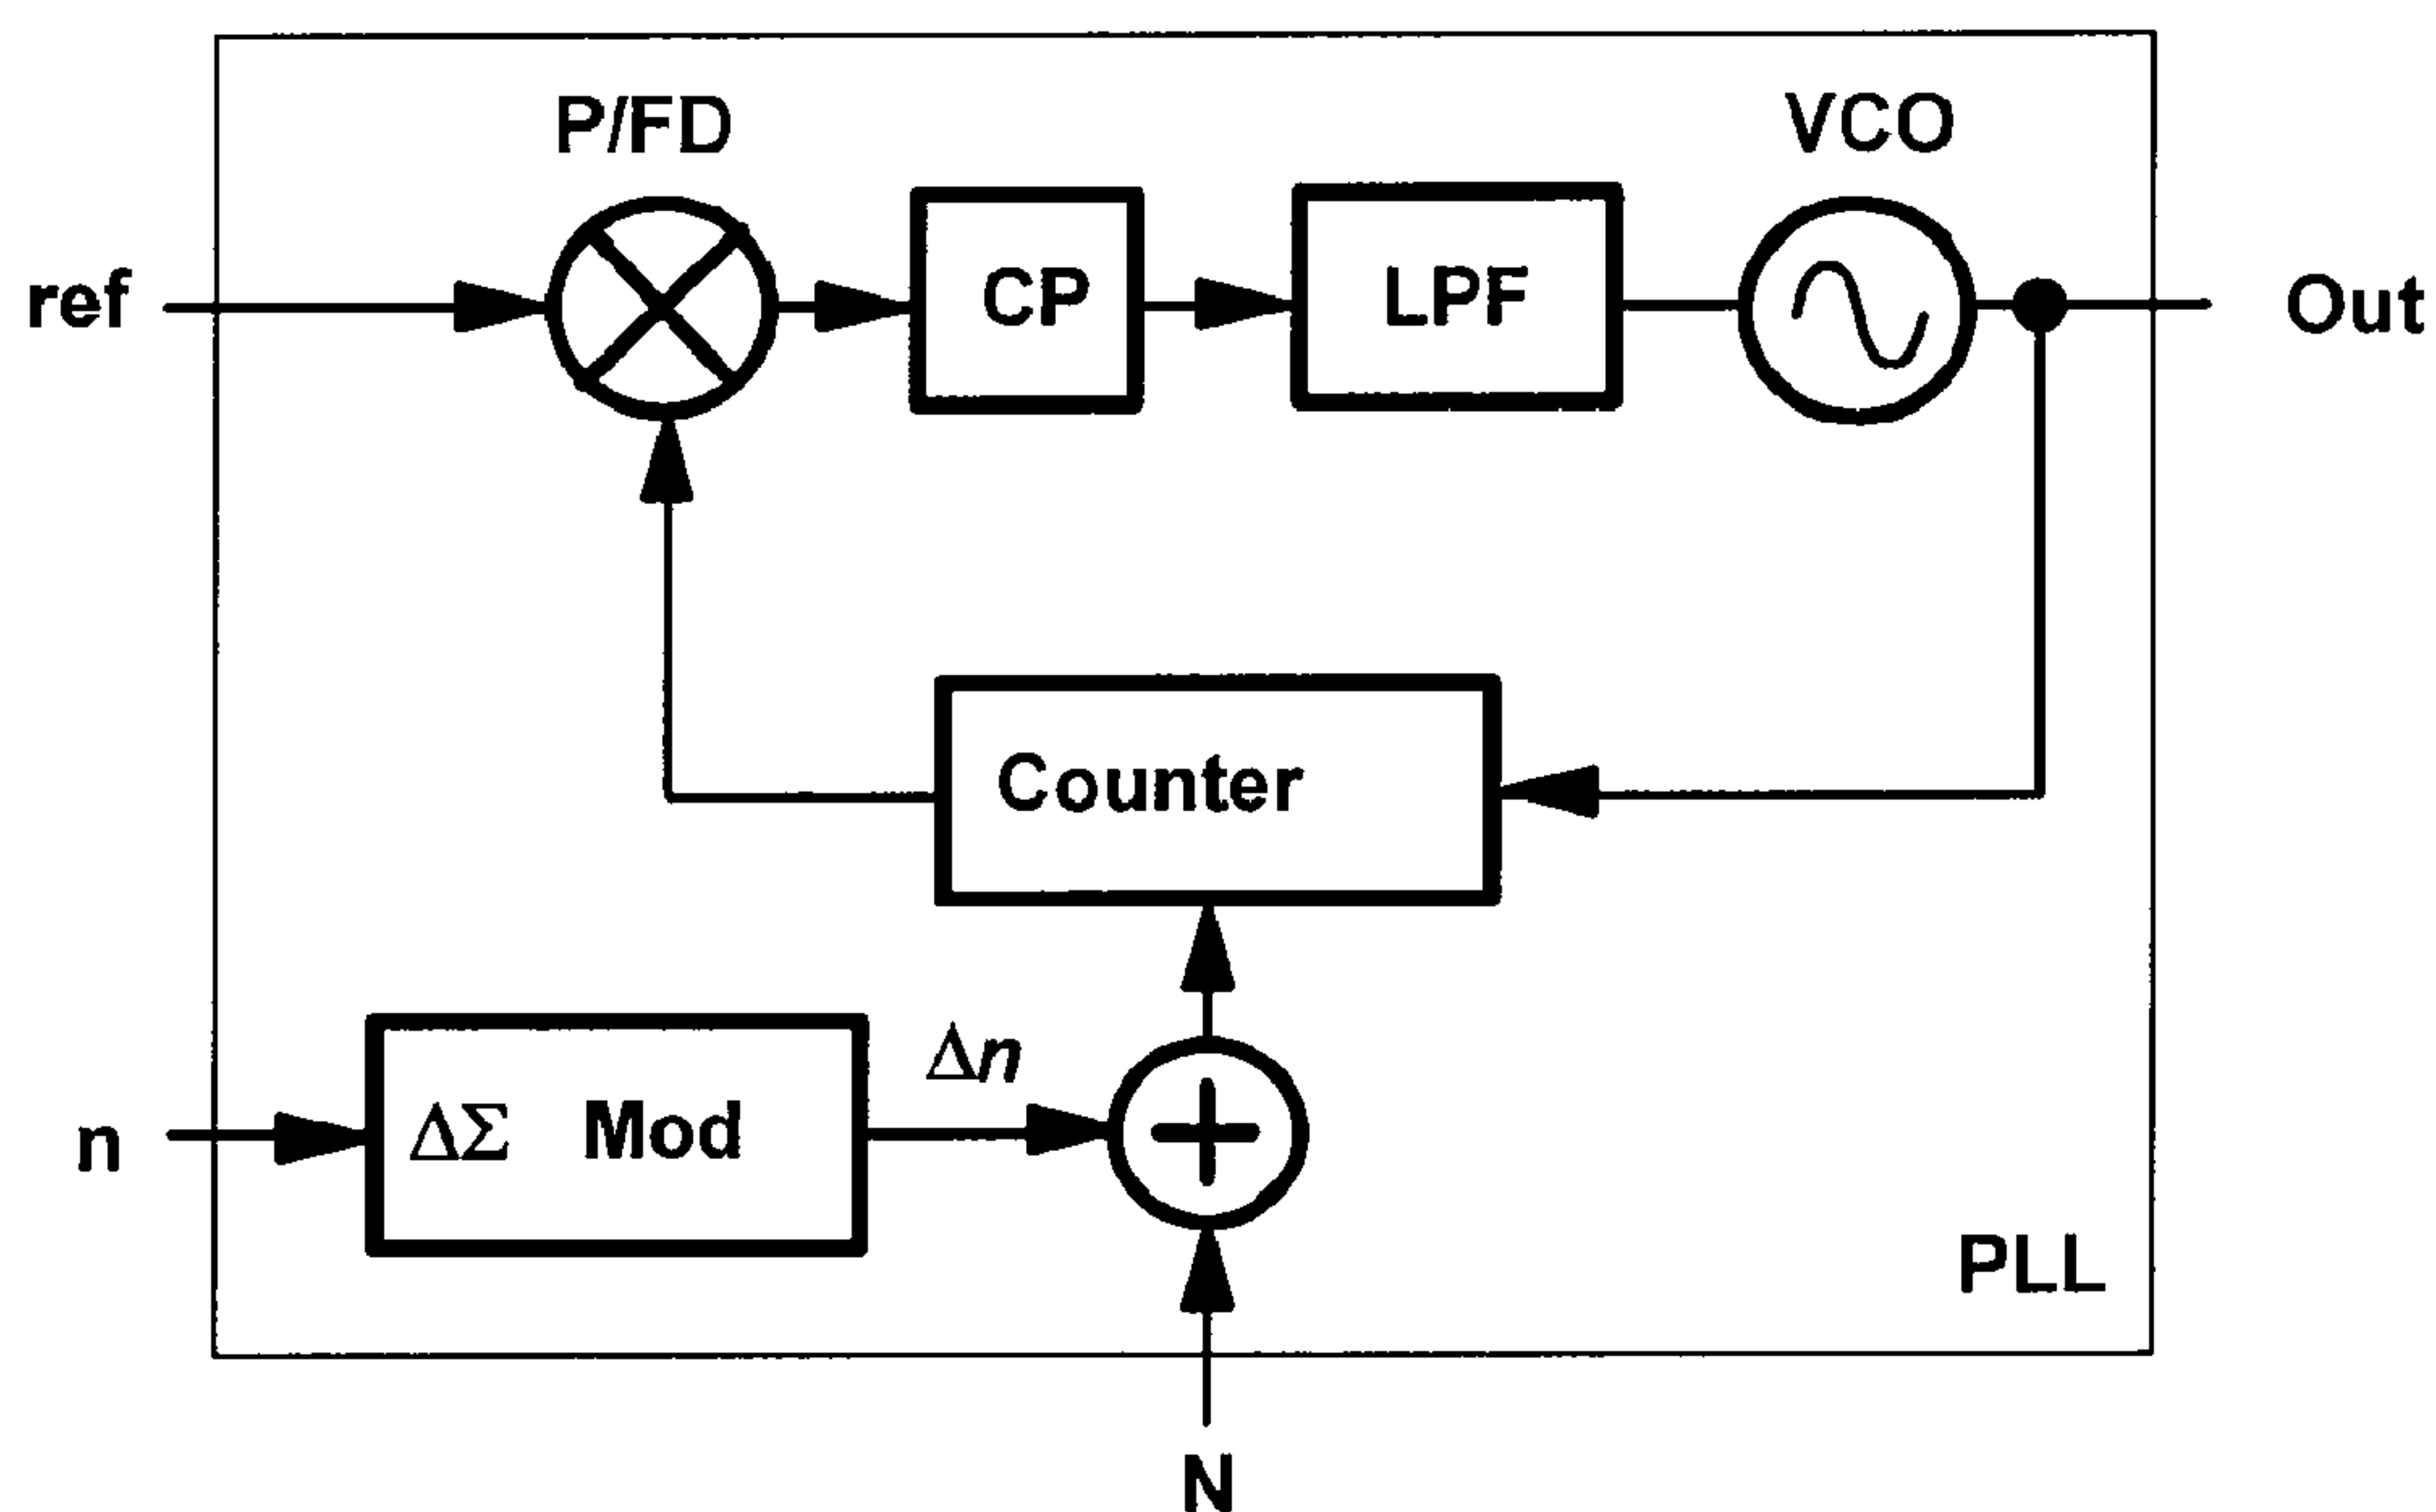 P/FD
VCO
ref
CP
LPF
Out
Counter
Δn
n
ΔΣ Mod
PLL
N